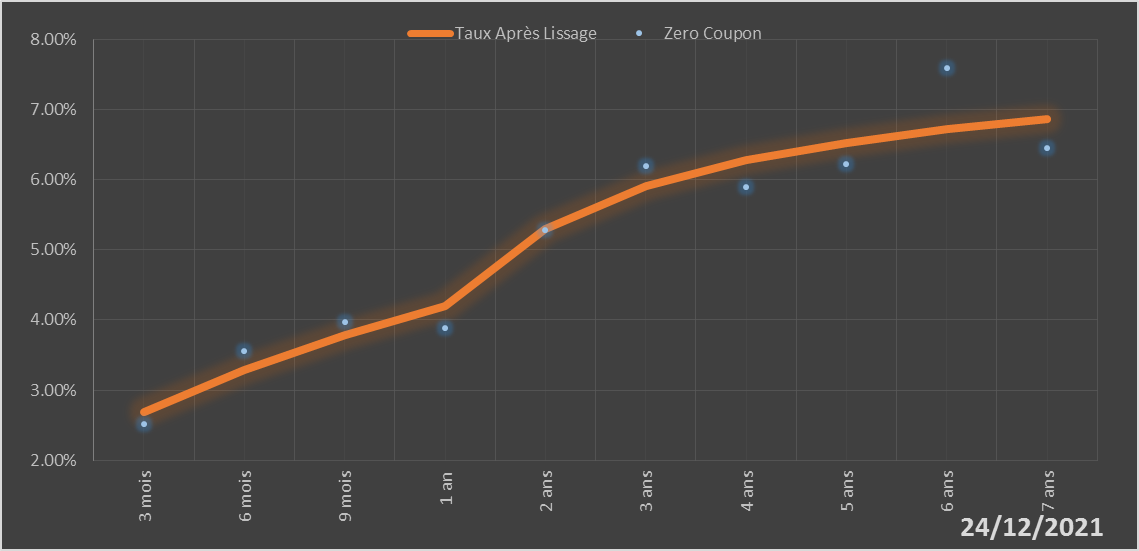 Taux Après Lissage
Zero Coupon
8.00%
7.00%
6.00%
5.00%
4.00%
3.00%
2.00%
3 mois
6 mois
9 mois
1 an
2 ans
3 ans
4 ans
5 ans
6 ans
7 ans
24/12/2021